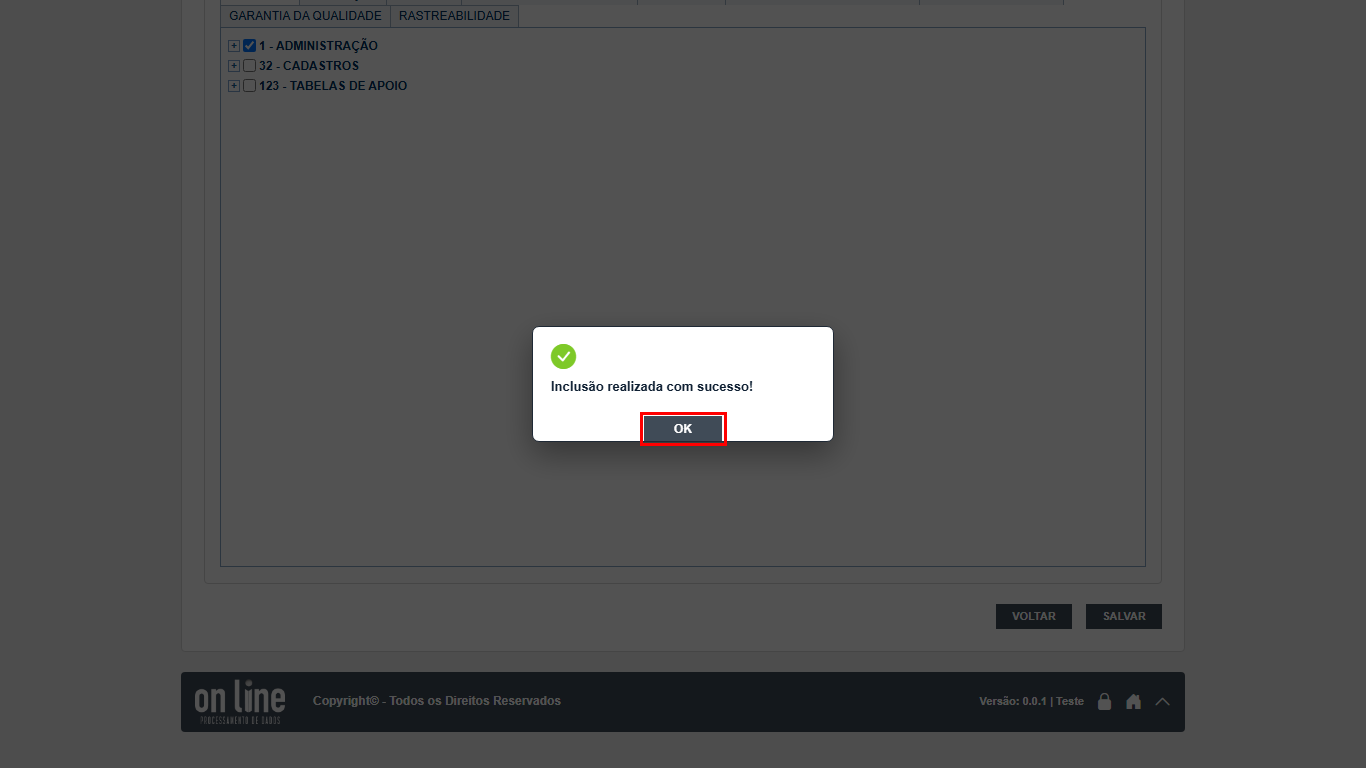 GARANTIA DA QUALIDADE RASTREABILIDADE
1 - ADMINISTRAÇÃO
32 - CADASTROS
123 - TABELAS DE APOIO
Inclusão realizada com sucesso!
OK
VOLTAR SALVAR
on line
PROCESSAMENTO DE DADOS
Copyright© - Todos os Direitos Reservados
Versão: 0.0.1 | Teste